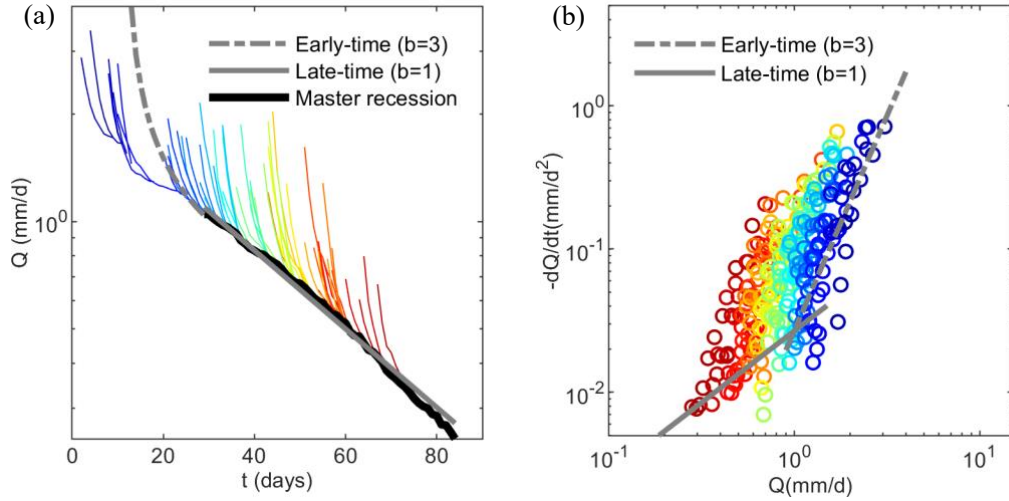 (a)
Early-time (b=3)
Late-time (b=1)
Master recession
10⁰
Q (mm/d)
0 20 40 60 80
t (days)
(b)
Early-time (b=3)
Late-time (b=1)
10⁰
10⁻¹
10⁻²
-dQ/dt(mm/d²)
10⁻¹ 10⁰ 10¹
Q(mm/d)